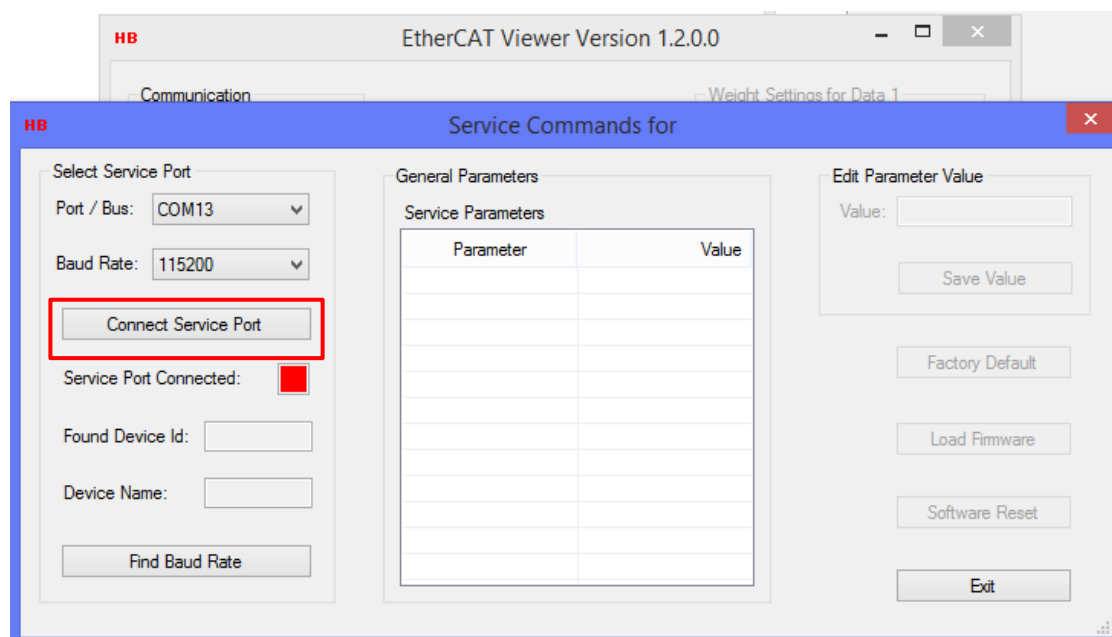 HB
EtherCAT Viewer Version 1.2.0.0
Communication
Weight Settings for Data 1
HB
Service Commands for
Select Service Port
Port / Bus: COM13
Baud Rate: 115200
Connect Service Port
Service Port Connected:
Found Device Id:
Device Name:
Find Baud Rate
General Parameters
Service Parameters
Parameter Value
Edit Parameter Value
Value:
Save Value
Factory Default
Load Firmware
Software Reset
Exit